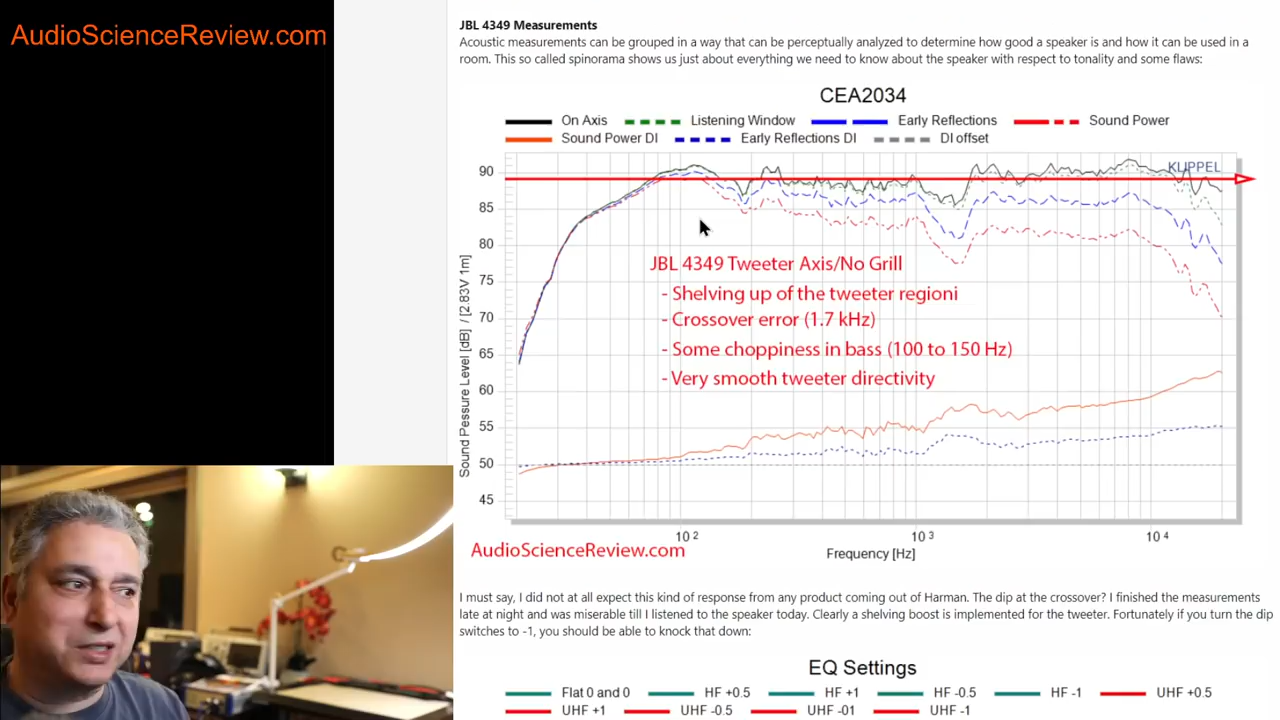 AudioScienceReview.com
JBL 4349 Measurements
Acoustic measurements can be grouped in a way that can be perceptually analyzed to determine how good a speaker is and how it can be used in a
room. This so called spinorama shows us just about everything we need to know about the speaker with respect to tonality and some flaws:
CEA2034
On Axis Listening Window Early Reflections Sound Power
Sound Power DI Early Reflections DI DI offset
KLIPPEL
90
85
80
75
70
65
60
55
50
45
Sound Pessure Level [dB] / [2.83V 1m]
JBL 4349 Tweeter Axis/No Grill
- Shelving up of the tweeter regioni
- Crossover error (1.7 kHz)
- Some choppiness in bass (100 to 150 Hz)
- Very smooth tweeter directivity
10 2 10 3 10 4
AudioScienceReview.com
Frequency [Hz]
I must say, I did not at all expect this kind of response from any product coming out of Harman. The dip at the crossover? I finished the measurements
late at night and was miserable till I listened to the speaker today. Clearly a shelving boost is implemented for the tweeter. Fortunately if you turn the dip
switches to -1, you should be able to knock that down:
EQ Settings
Flat 0 and 0 HF +0.5 HF +1 HF -0.5 HF -1 UHF +0.5
UHF +1 UHF -0.5 UHF -01 UHF -1